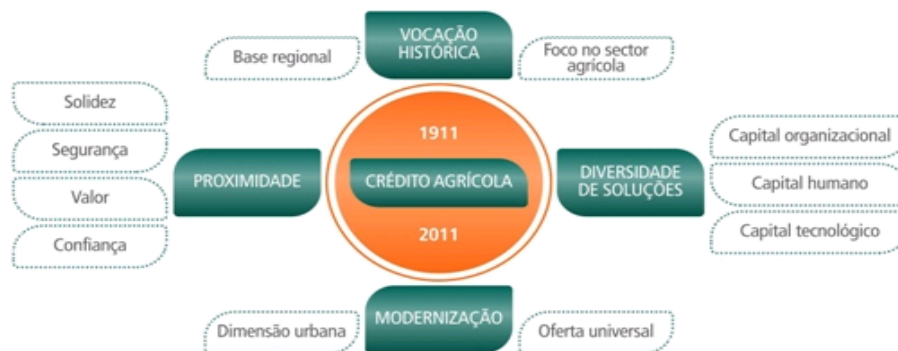 VOCAÇÃO
HISTÓRICA
Base regional
Foco no sector
agrícola
Solidez
Segurança
Valor
Confiança
PROXIMIDADE
1911
CRÉDITO AGRÍCOLA
2011
DIVERSIDADE
DE SOLUÇÕES
Capital organizacional
Capital humano
Capital tecnológico
MODERNIZAÇÃO
Dimensão urbana
Oferta universal